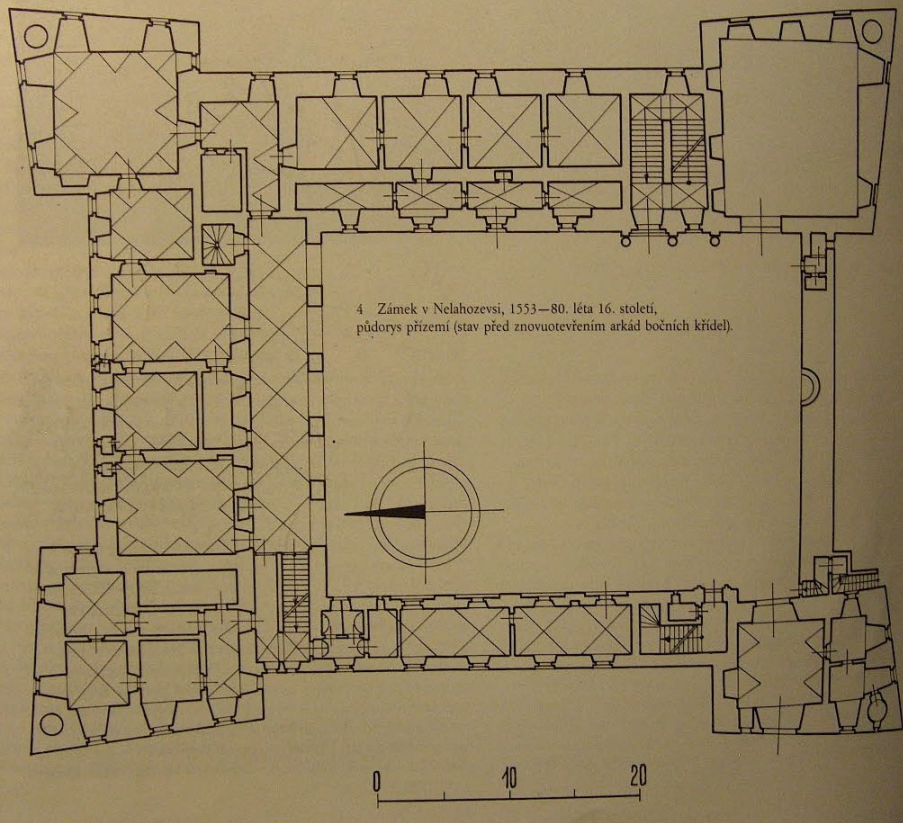 4 Zámek v Nelahozevsi, 1553—80. léta 16. století,
půdorys přízemí (stav před znovuotevřením arkád bočních křídel).
0 10 20